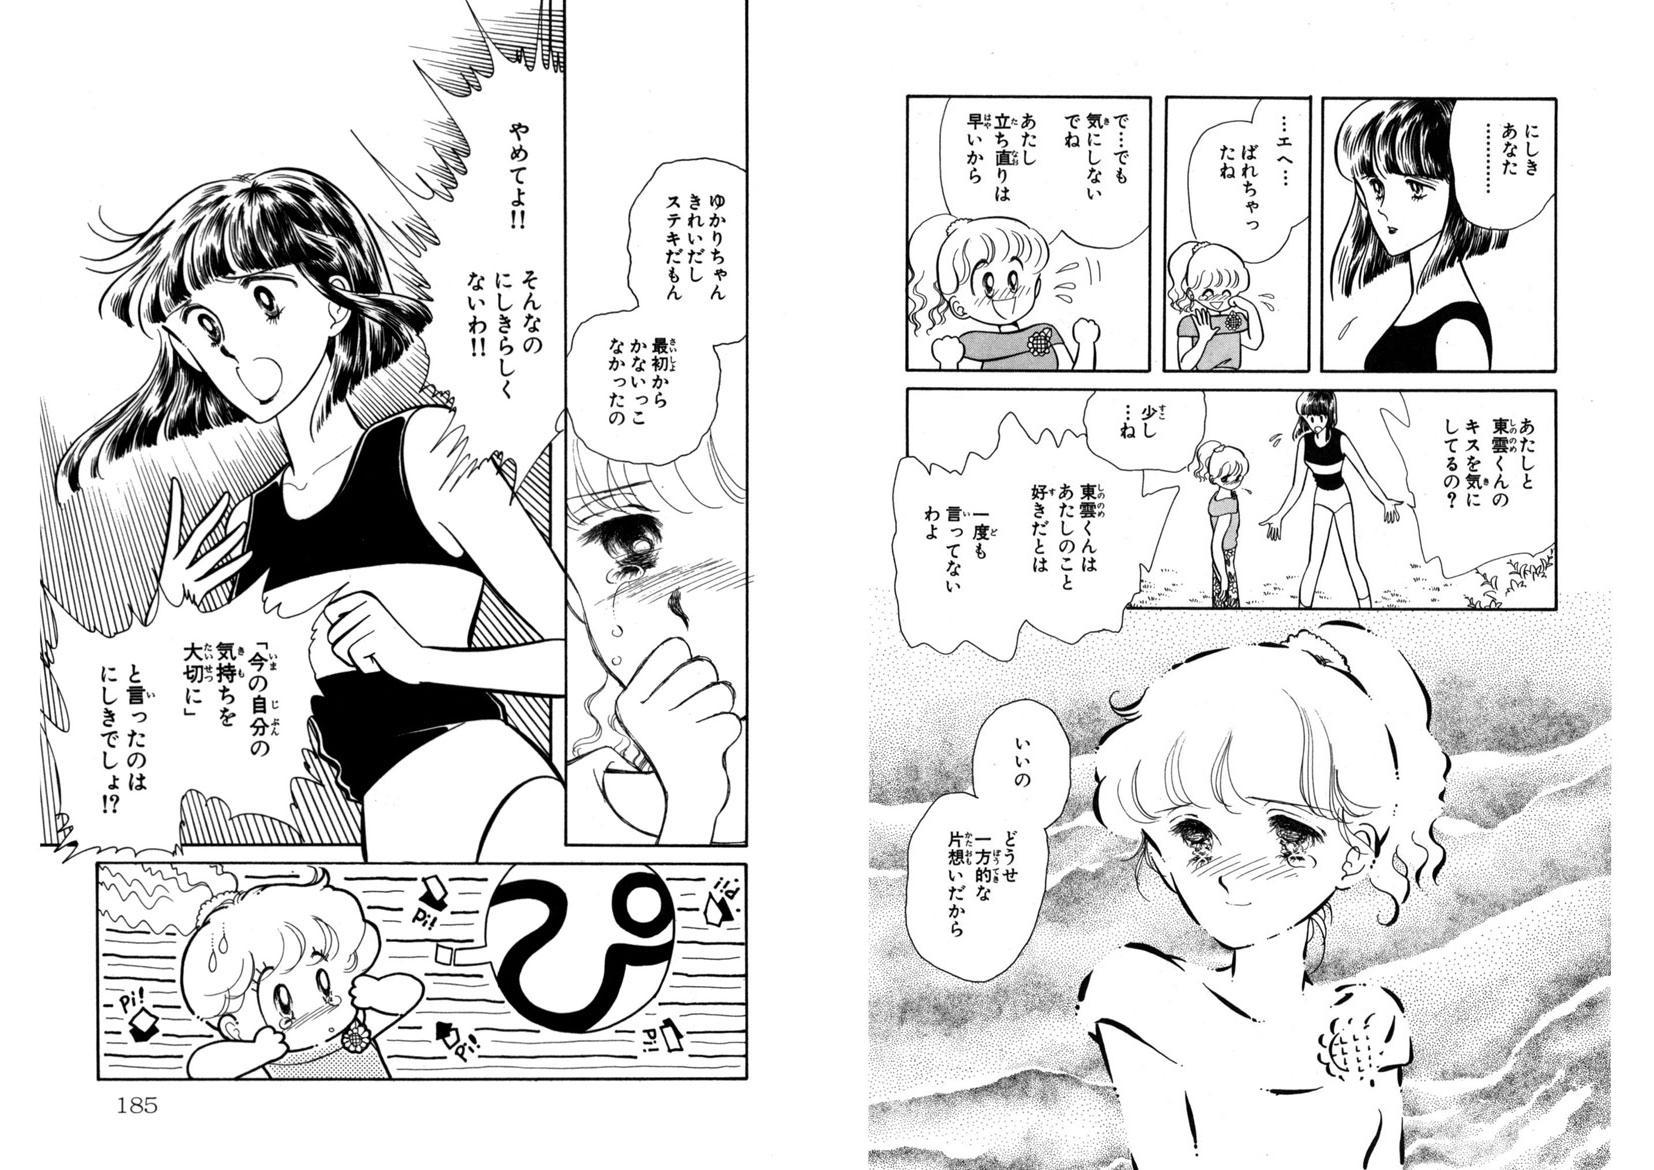 にしき
あなた
…………
…エヘ…
ばれちゃっ
たね
で…でも
気にしない
でね
あたし
立ち直りは
早いから
あたしと
東雲くんの
キスを気に
してるの?
少し
…ね
東雲くんは
あたしのこと
好きだとは
一度も
言ってない
わよ
いいの
どうせ
一方的な
片想いだから
ゆかりちゃん
きれいだし
ステキだもん
最初から
かないっこ
なかったの
やめてよ!!
そんなの
にしきらしく
ないわ!!
「今の自分の
気持ちを
大切に」
と言ったのは
にしきでしょ!?
Pi!!
ぴ
Pi!
Pi!
Pi!
Pi!
185